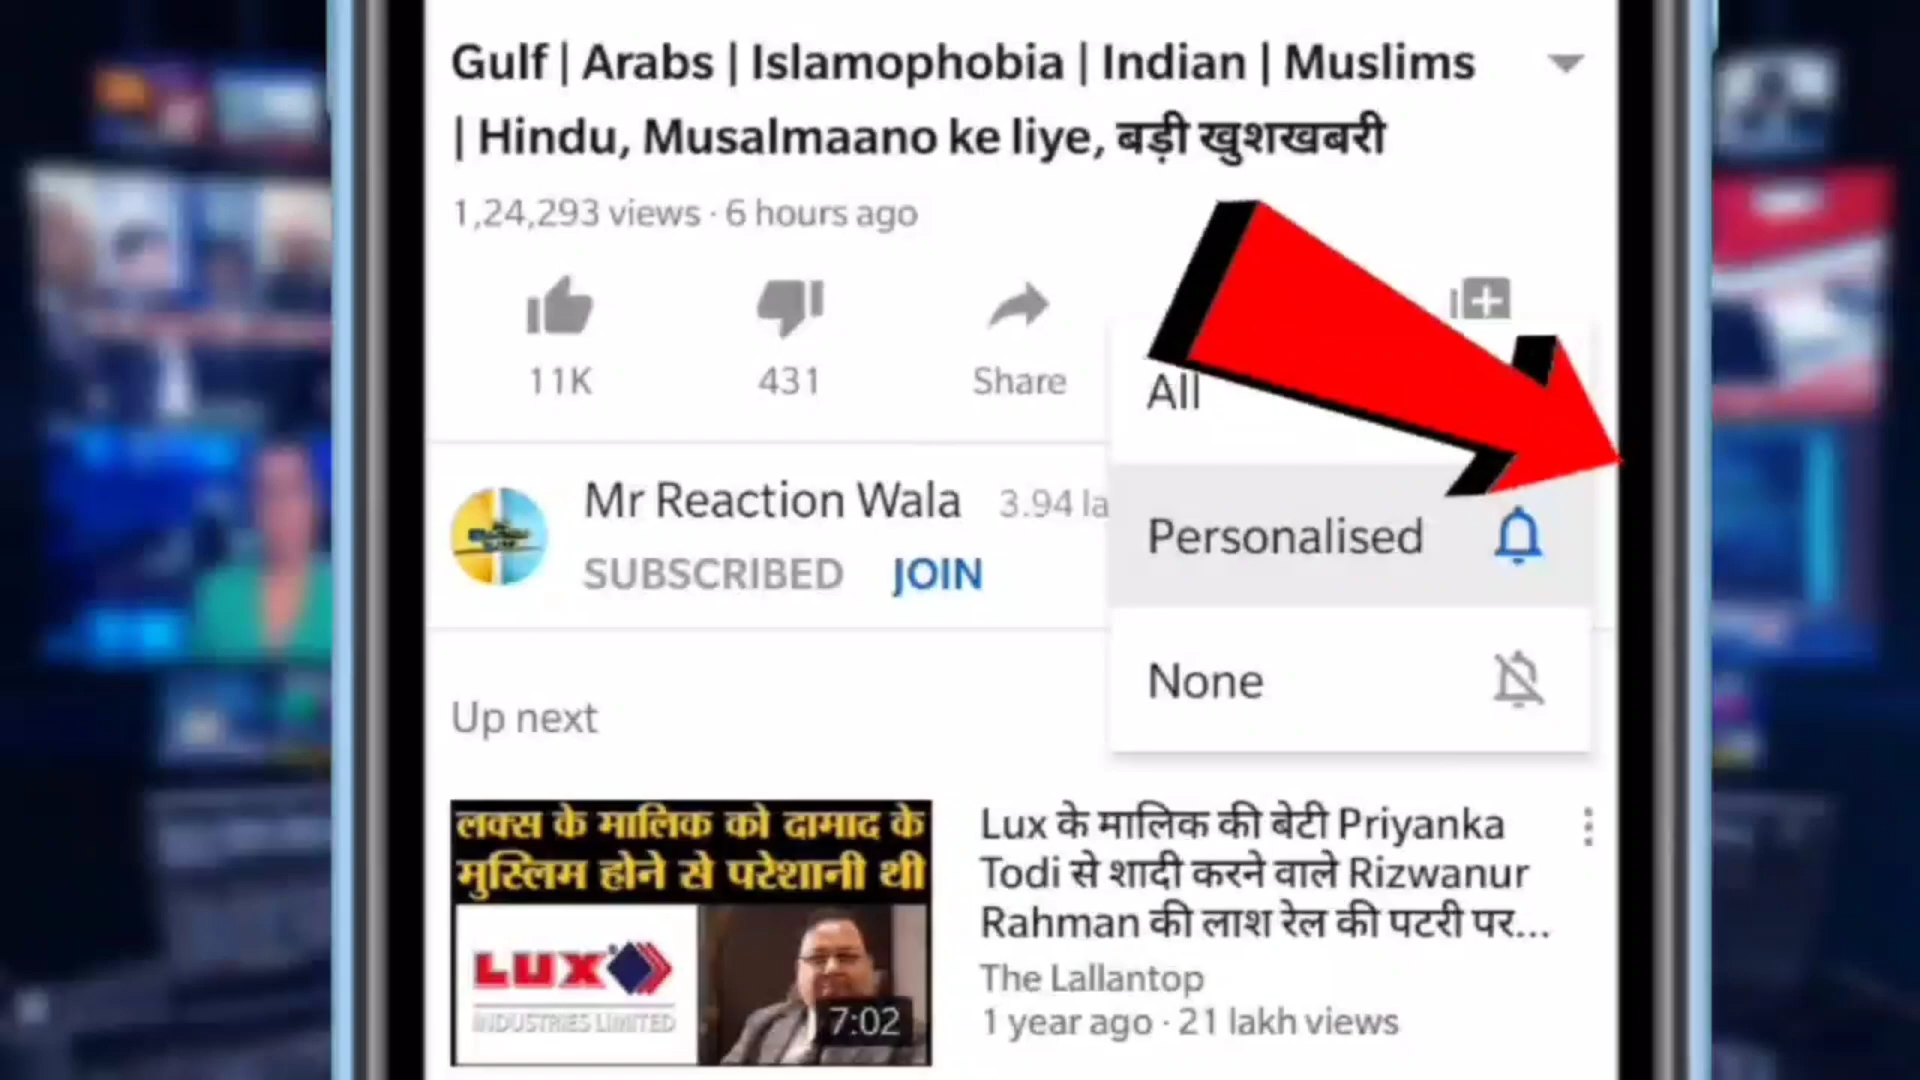 Gulf | Arabs | Islamophobia | Indian | Muslims
| Hindu, Musalmaano ke liye, बड़ी खुशखबरी
1,24,293 views · 6 hours ago
11K
431
Share
All
Mr Reaction Wala 3.94 la
SUBSCRIBED JOIN
Personalised
None
Up next
लक्स के मालिक को दामाद के
मुस्लिम होने से परेशानी थी
LUX
INDUSTRIES LIMITED
7:02
Lux के मालिक की बेटी Priyanka
Todi से शादी करने वाले Rizwanur
Rahman की लाश रेल की पटरी पर...
The Lallantop
1 year ago · 21 lakh views